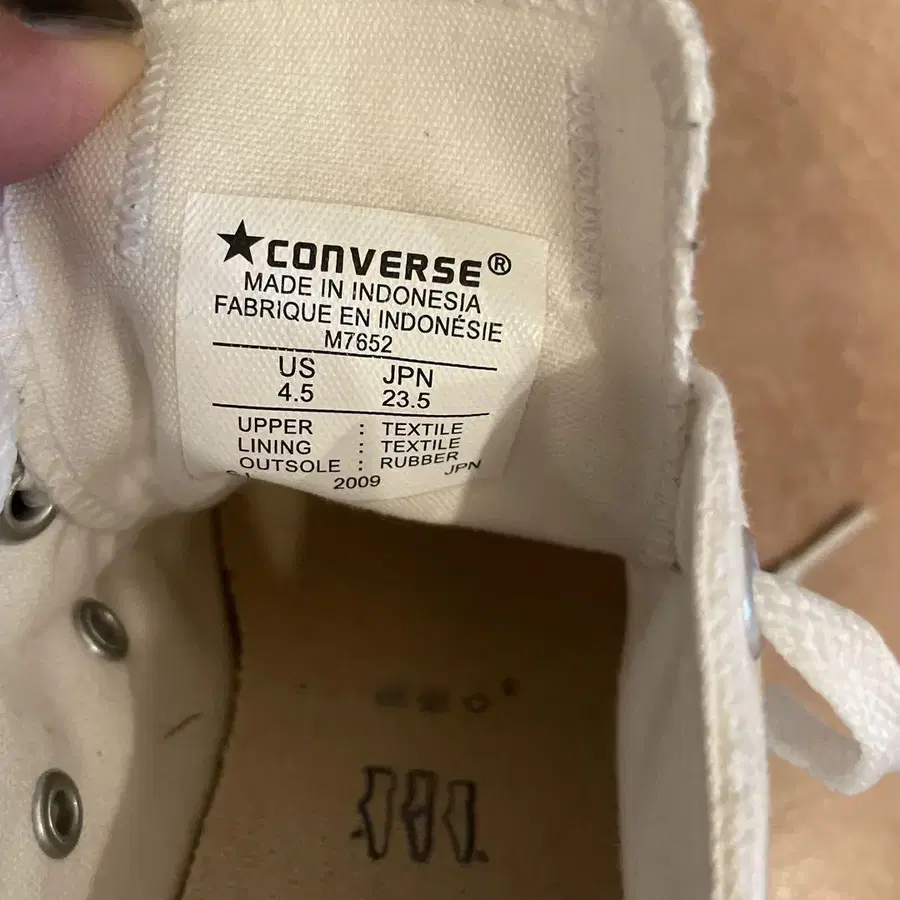 ★CONVERSE®
MADE IN INDONESIA
FABRIQUE EN INDONÉSIE
M7652
US JPN
4.5 23.5
UPPER : TEXTILE
LINING : TEXTILE
OUTSOLE : RUBBER
2009 JPN